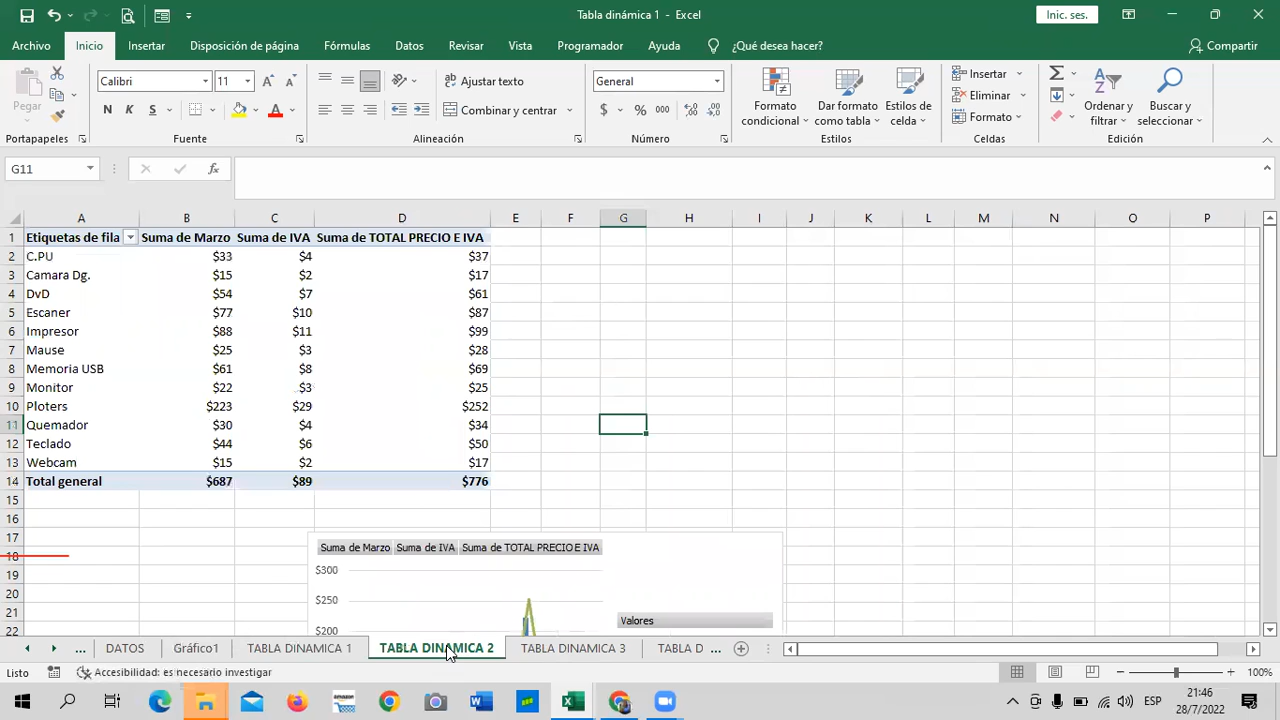 Tabla dinámica 1 - Excel
Inic. ses.
Archivo Inicio Insertar Disposición de página Fórmulas Datos Revisar Vista Programador Ayuda ¿Qué desea hacer? Compartir
Pegar
Calibri 11
N K S
Ajustar texto
Combinar y centrar
General
$ % 000
Formato condicional
Dar formato como tabla
Estilos de celda
Insertar
Eliminar
Formato
Ordenar y filtrar
Buscar y seleccionar
Portapapeles Fuente Alineación Número Estilos Celdas Edición
G11 fx
A B C D E F G H I J K L M N O P
1 Etiquetas de fila Suma de Marzo Suma de IVA Suma de TOTAL PRECIO E IVA
2 C.PU $33 $4 $37
3 Camara Dg. $15 $2 $17
4 DvD $54 $7 $61
5 Escaner $77 $10 $87
6 Impresor $88 $11 $99
7 Mause $25 $3 $28
8 Memoria USB $61 $8 $69
9 Monitor $22 $3 $25
10 Ploters $223 $29 $252
11 Quemador $30 $4 $34
12 Teclado $44 $6 $50
13 Webcam $15 $2 $17
14 Total general $687 $89 $776
15
16
17
18
19
20
21
22
Suma de Marzo Suma de IVA Suma de TOTAL PRECIO E IVA
$300
$250
$200
Valores
... DATOS Gráfico1 TABLA DINAMICA 1 TABLA DINAMICA 2 TABLA DINAMICA 3 TABLA D ...
Listo Accesibilidad: es necesario investigar 100%
ESP 21:46
28/7/2022